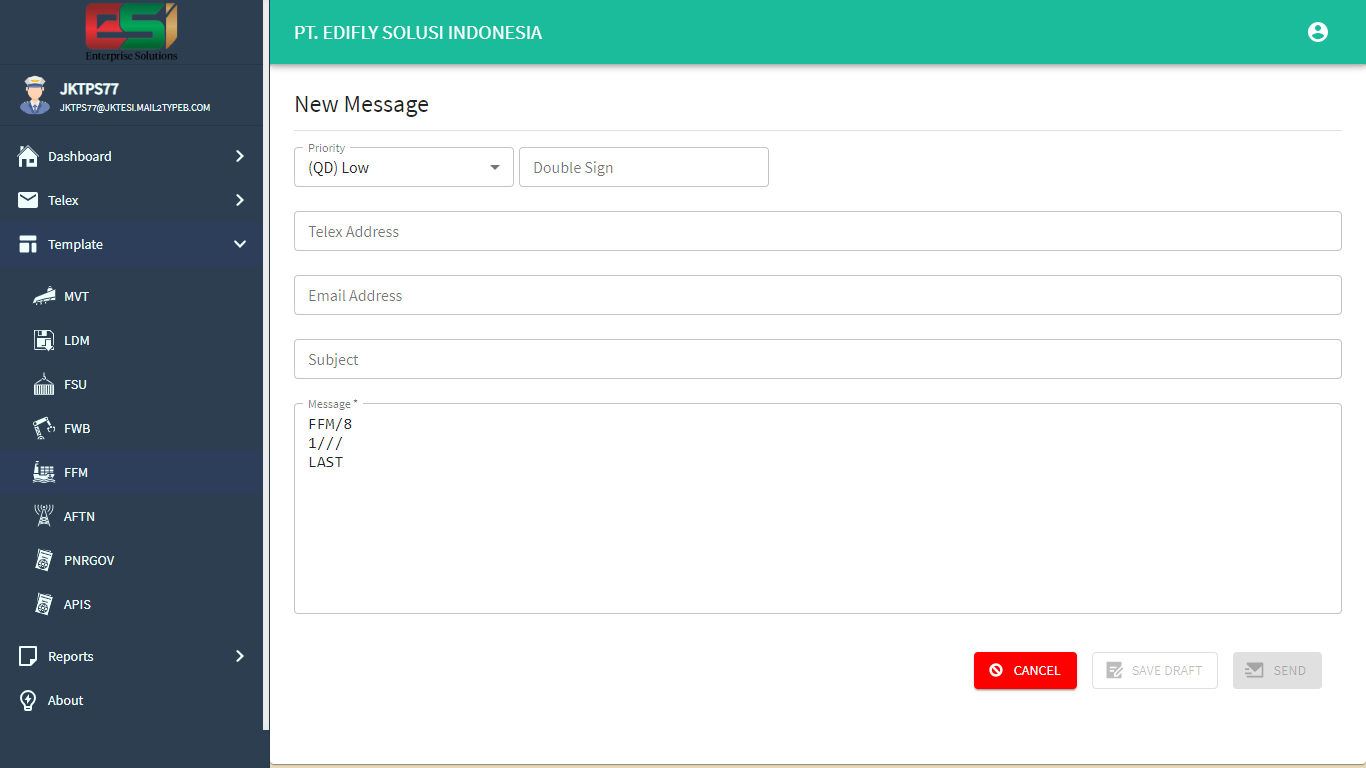 ESI
Enterprise Solutions
JKTPS77
JKTPS77@JKTESI.MAIL2TYPEB.COM
Dashboard
Telex
Template
MVT
LDM
FSU
FWB
FFM
AFTN
PNRGOV
APIS
Reports
About
PT. EDIFLY SOLUSI INDONESIA
New Message
Priority
(QD) Low
Double Sign
Telex Address
Email Address
Subject
Message *
FFM/8
1///
LAST
CANCEL
SAVE DRAFT
SEND